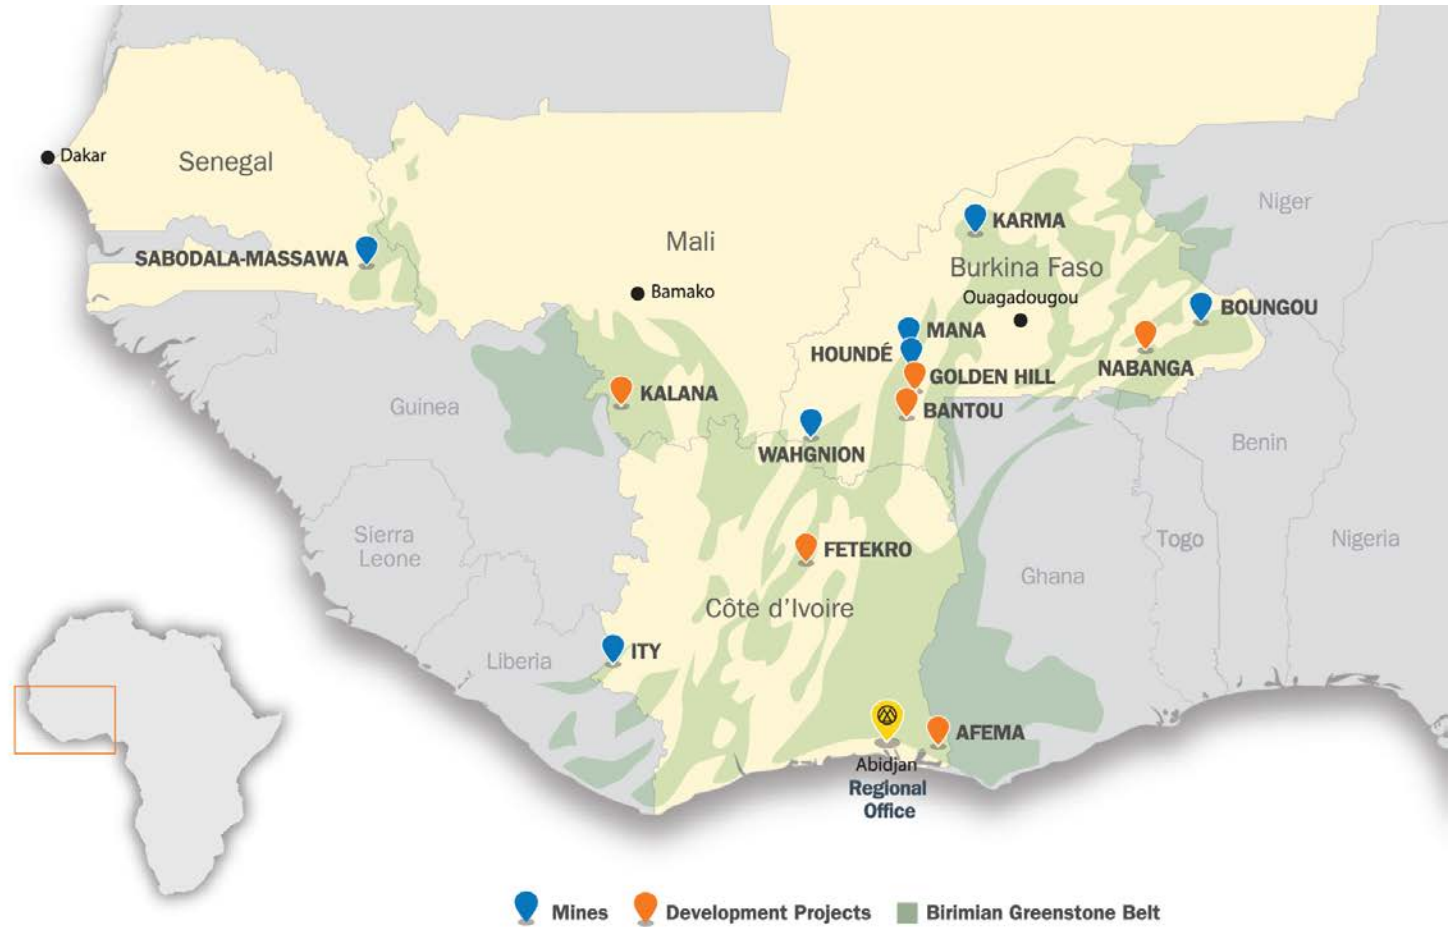 Dakar
Senegal
SABODALA-MASSAWA
Mali
Bamako
KARMA
Niger
Burkina Faso
Ouagadougou
BOUNGOU
MANA
HOUNDÉ
GOLDEN HILL
NABANGA
KALANA
BANTOU
Guinea
WAHGNION
Benin
Sierra
Leone
FETEKRO
Togo
Nigeria
Ghana
Côte d'Ivoire
ITY
Liberia
AFEMA
Abidjan
Regional
Office
Mines
Development Projects
Birimian Greenstone Belt